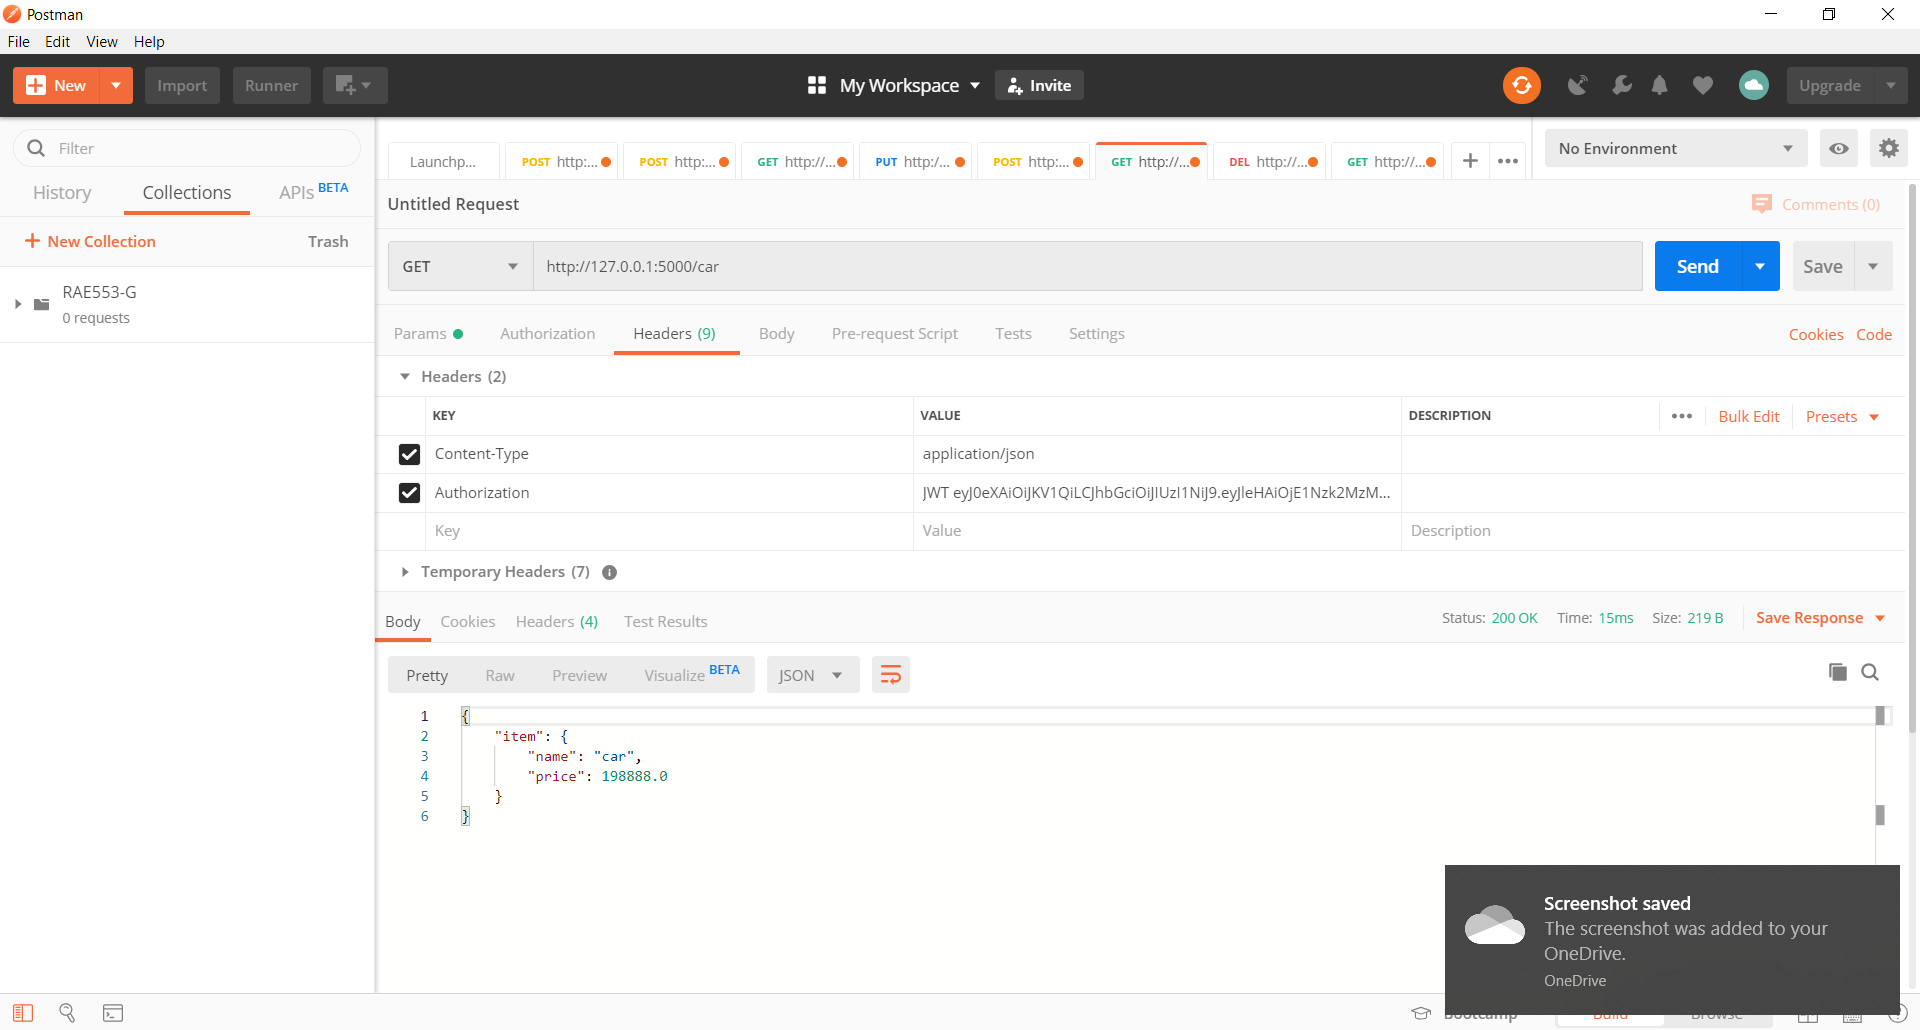 Postman
File Edit View Help
New Import Runner My Workspace Invite Upgrade
Filter
History Collections APIs BETA
New Collection Trash
RAE553-G
0 requests
Launchp... POST http:... POST http:... GET http://... PUT http:/... POST http:... GET http://... DEL http://... GET http://... No Environment
Untitled Request Comments (0)
GET http://127.0.0.1:5000/car Send Save
Params Authorization Headers (9) Body Pre-request Script Tests Settings Cookies Code
Headers (2)
KEY VALUE DESCRIPTION ••• Bulk Edit Presets
Content-Type application/json
Authorization JWT eyJ0eXAiOiJKV1QiLCJhbGciOiJIUzI1NiJ9.eyJleHAiOjE1Nzk2MzM...
Key Value Description
Temporary Headers (7)
Body Cookies Headers (4) Test Results Status: 200 OK Time: 15ms Size: 219 B Save Response
Pretty Raw Preview Visualize BETA JSON
1 {
2 "item": {
3 "name": "car",
4 "price": 198888.0
5 }
6 }
Screenshot saved
The screenshot was added to your
OneDrive.
OneDrive
Bootcamp Build Browse